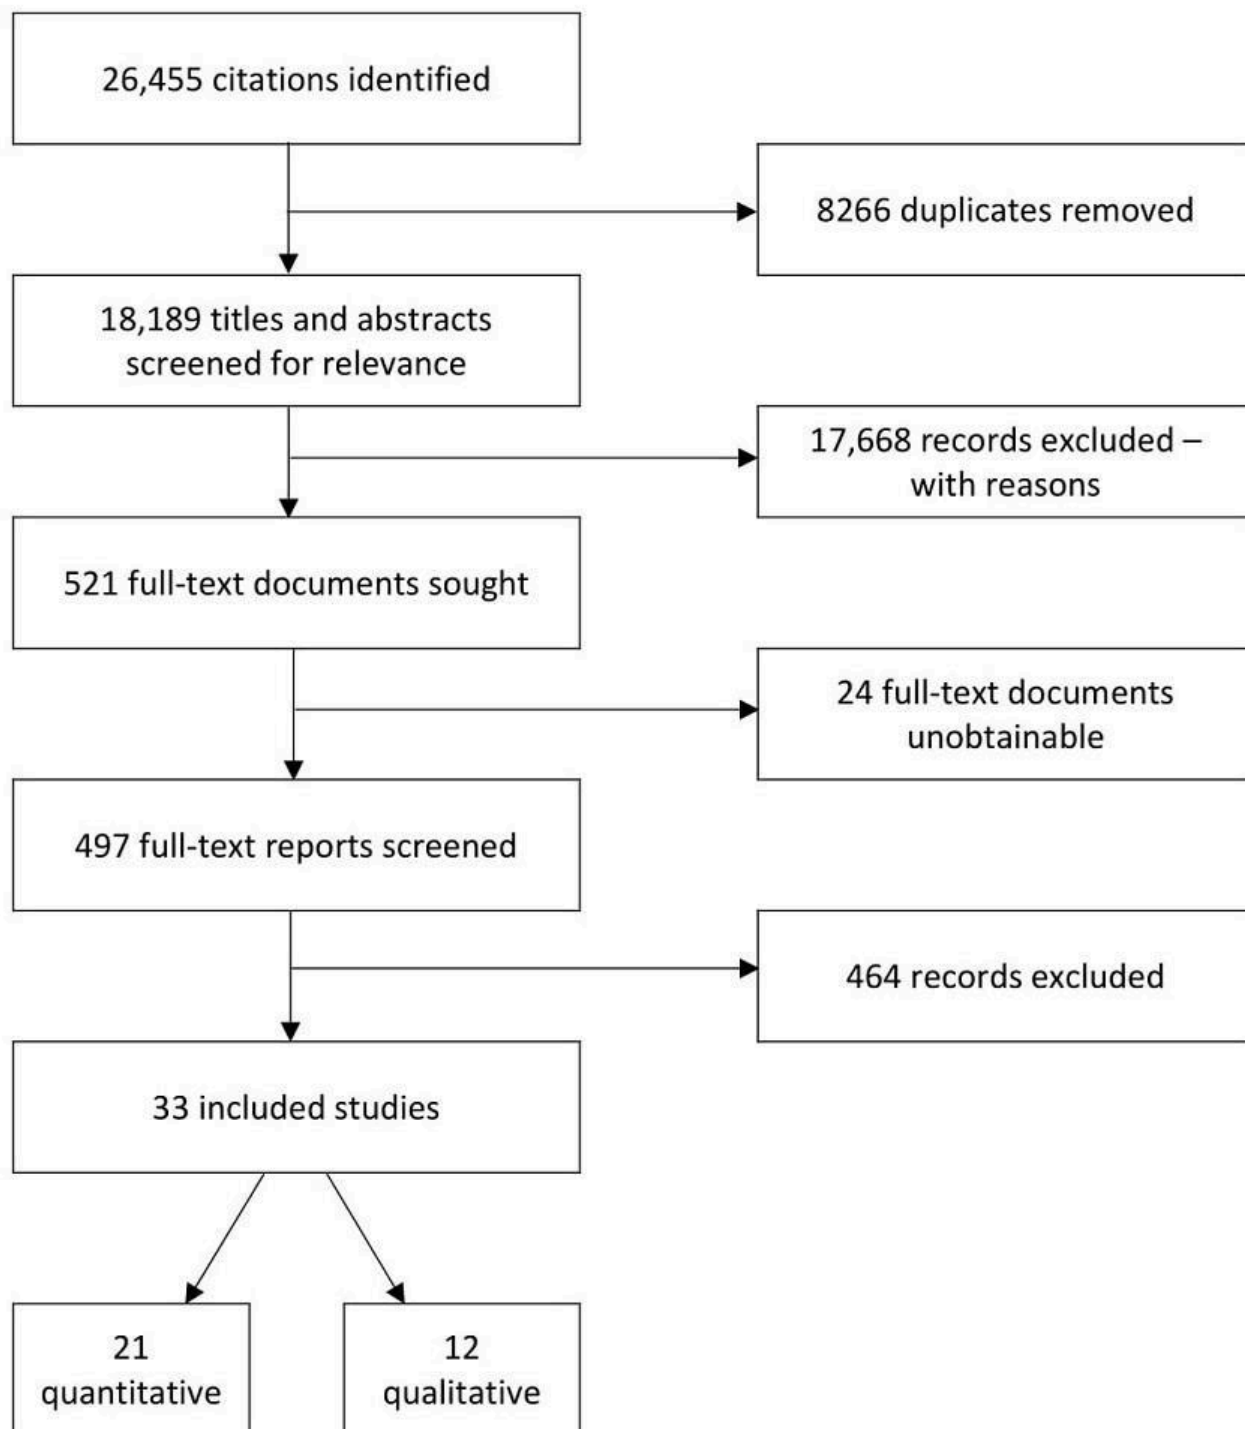 26,455 citations identified
8266 duplicates removed
18,189 titles and abstracts
screened for relevance
17,668 records excluded –
with reasons
521 full-text documents sought
24 full-text documents
unobtainable
497 full-text reports screened
464 records excluded
33 included studies
21
quantitative
12
qualitative